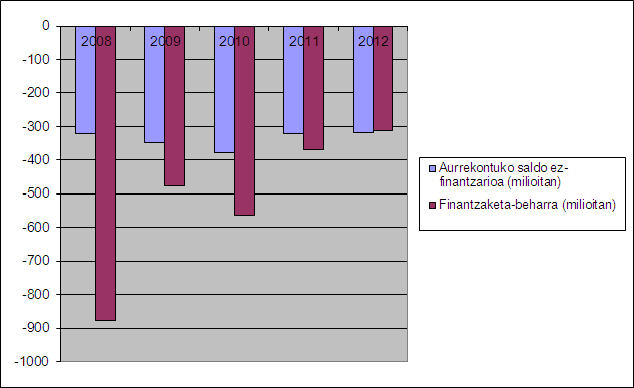 0
2008 2009 2010 2011 2012
-100
-200
-300
-400
-500
-600
-700
-800
-900
-1000
Aurrekontuko saldo ez-
finantzarioa (milioitan)
Finantzaketa-beharra (milioitan)